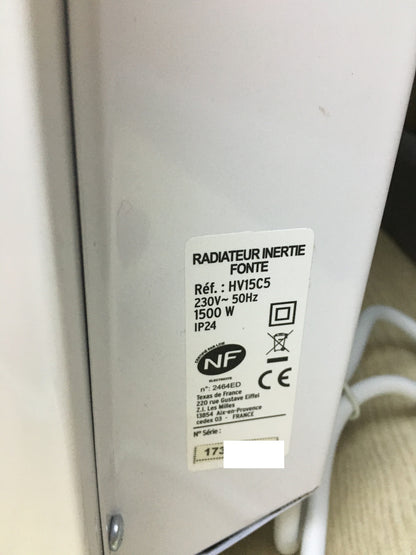 RADIATEUR INERTIE
FONTE
Réf. : HV15C5
230V~ 50Hz
1500 W
IP24
NF
ELECTRICITE
n°: 2464ED
Texas de France
220 rue Gustave Eiffel
Z.I. Les Milles
13854 Aix-en-Provence
cedex 03 - FRANCE
CE
N° Série :
173